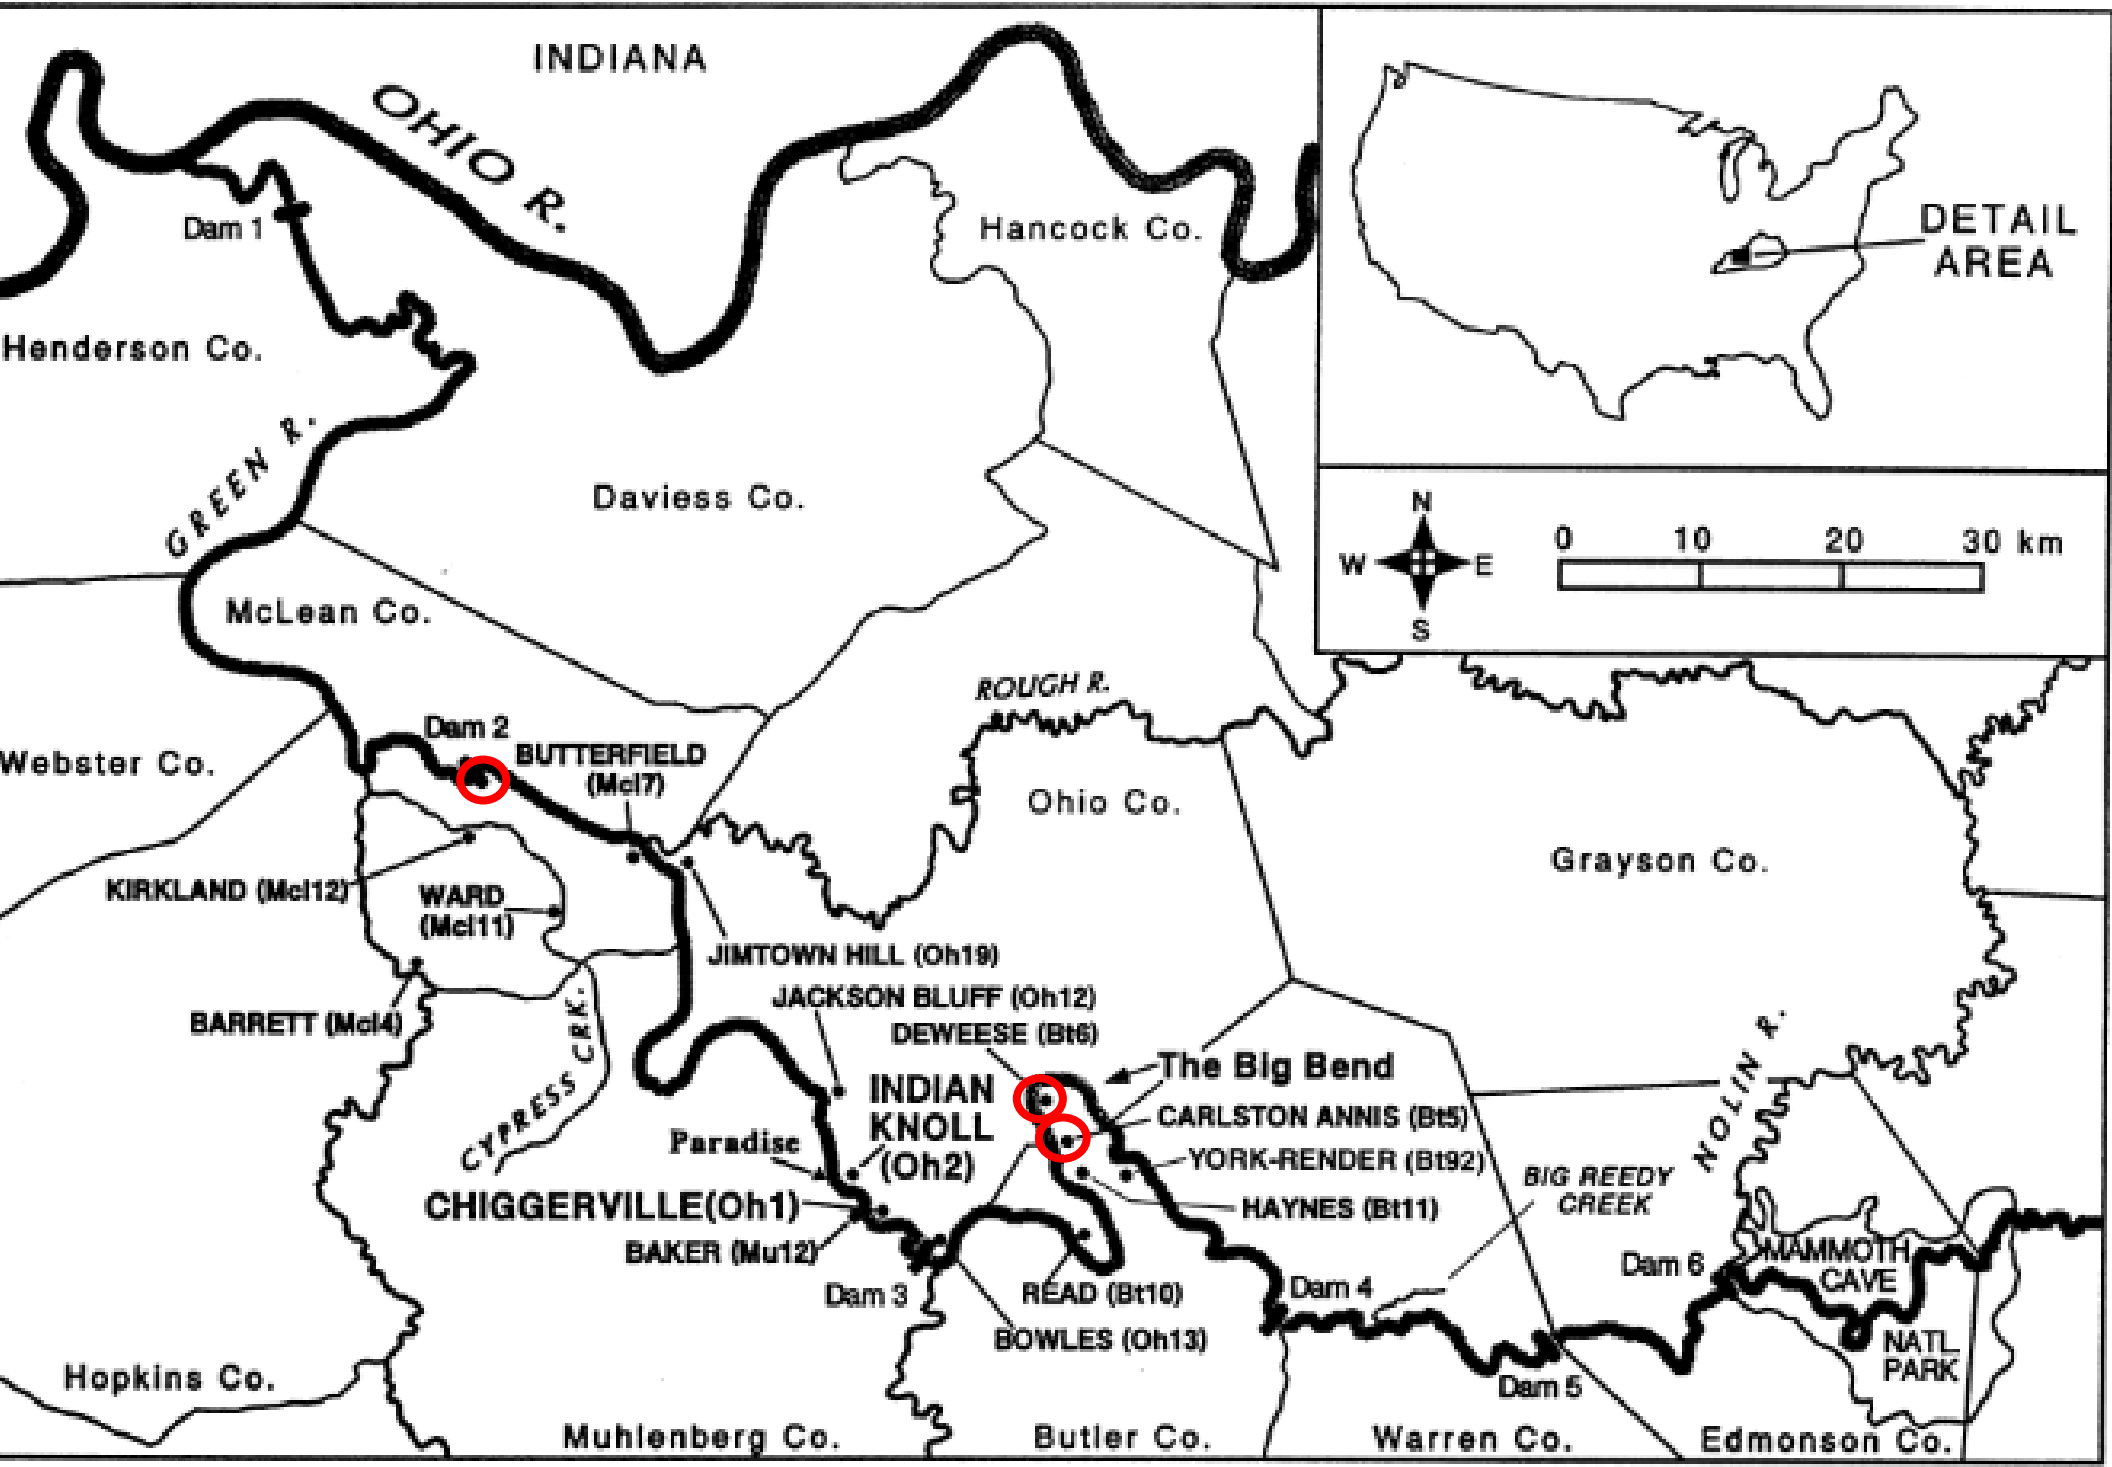 INDIANA
OHIO R.
DETAIL
AREA
Dam 1
Hancock Co.
Henderson Co.
GREEN R.
Daviess Co.
N
W E
S
0 10 20 30 km
McLean Co.
ROUGH R.
Dam 2
BUTTERFIELD
(Mcl7)
Webster Co.
Ohio Co.
Grayson Co.
KIRKLAND (Mcl12)
WARD
(Mcl11)
JIMTOWN HILL (Oh19)
JACKSON BLUFF (Oh12)
BARRETT (Mcl4)
DEWEESE (Bt6)
CYPRESS CRK.
The Big Bend
INDIAN
KNOLL
(Oh2)
CARLSTON ANNIS (Bt5)
Paradise
YORK-RENDER (Bt92)
NOLIN R.
BIG REEDY
CREEK
CHIGGERVILLE(Oh1)
HAYNES (Bt11)
BAKER (Mu12)
Dam 3
READ (Bt10)
Dam 4
Dam 6
MAMMOTH
CAVE
BOWLES (Oh13)
NATL
PARK
Hopkins Co.
Dam 5
Muhlenberg Co.
Butler Co.
Warren Co.
Edmonson Co.